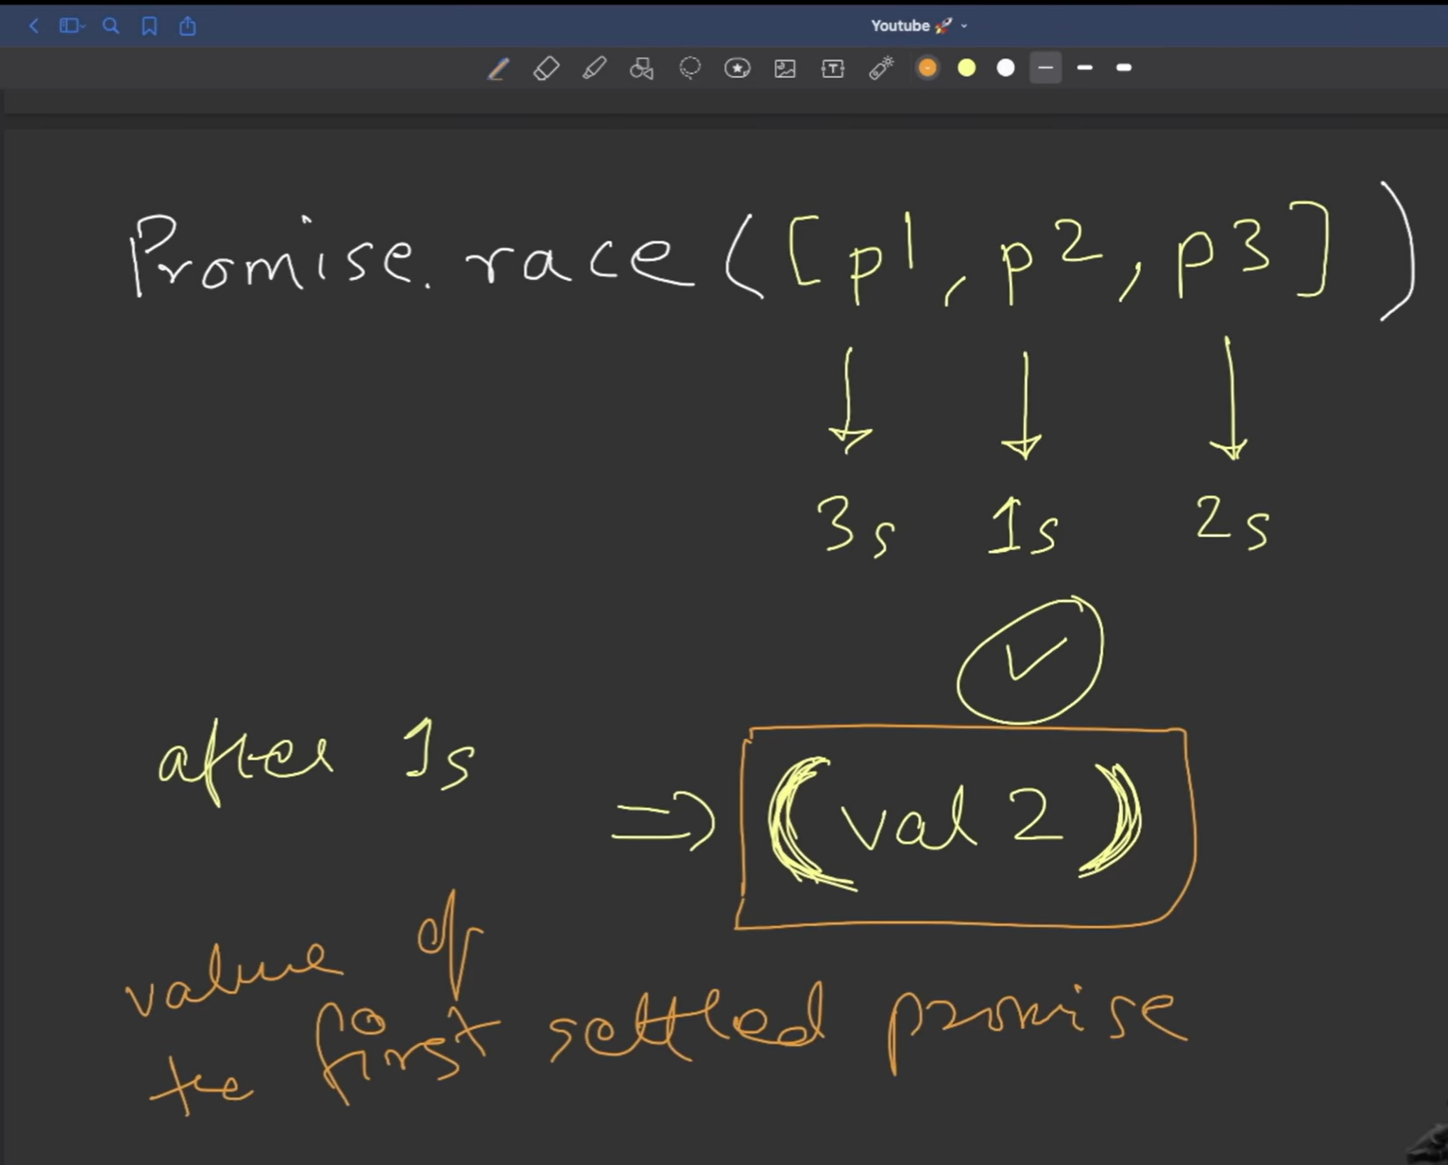 Youtube 🚀
Promise.race([p1, p2, p3])
3s 1s 2s
after 1s
=> (val 2)
value of
the first settled promise